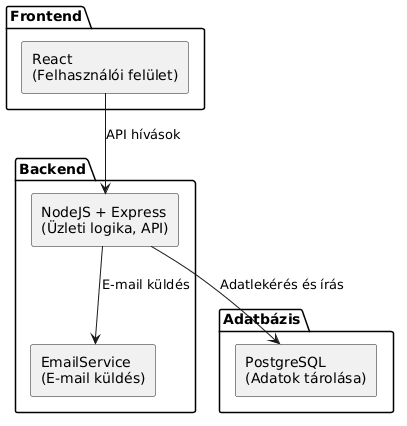 Frontend
React
(Felhasználói felület)
API hívások
Backend
NodeJS + Express
(Üzleti logika, API)
E-mail küldés
Adatlekérés és írás
Adatbázis
EmailService
(E-mail küldés)
PostgreSQL
(Adatok tárolása)